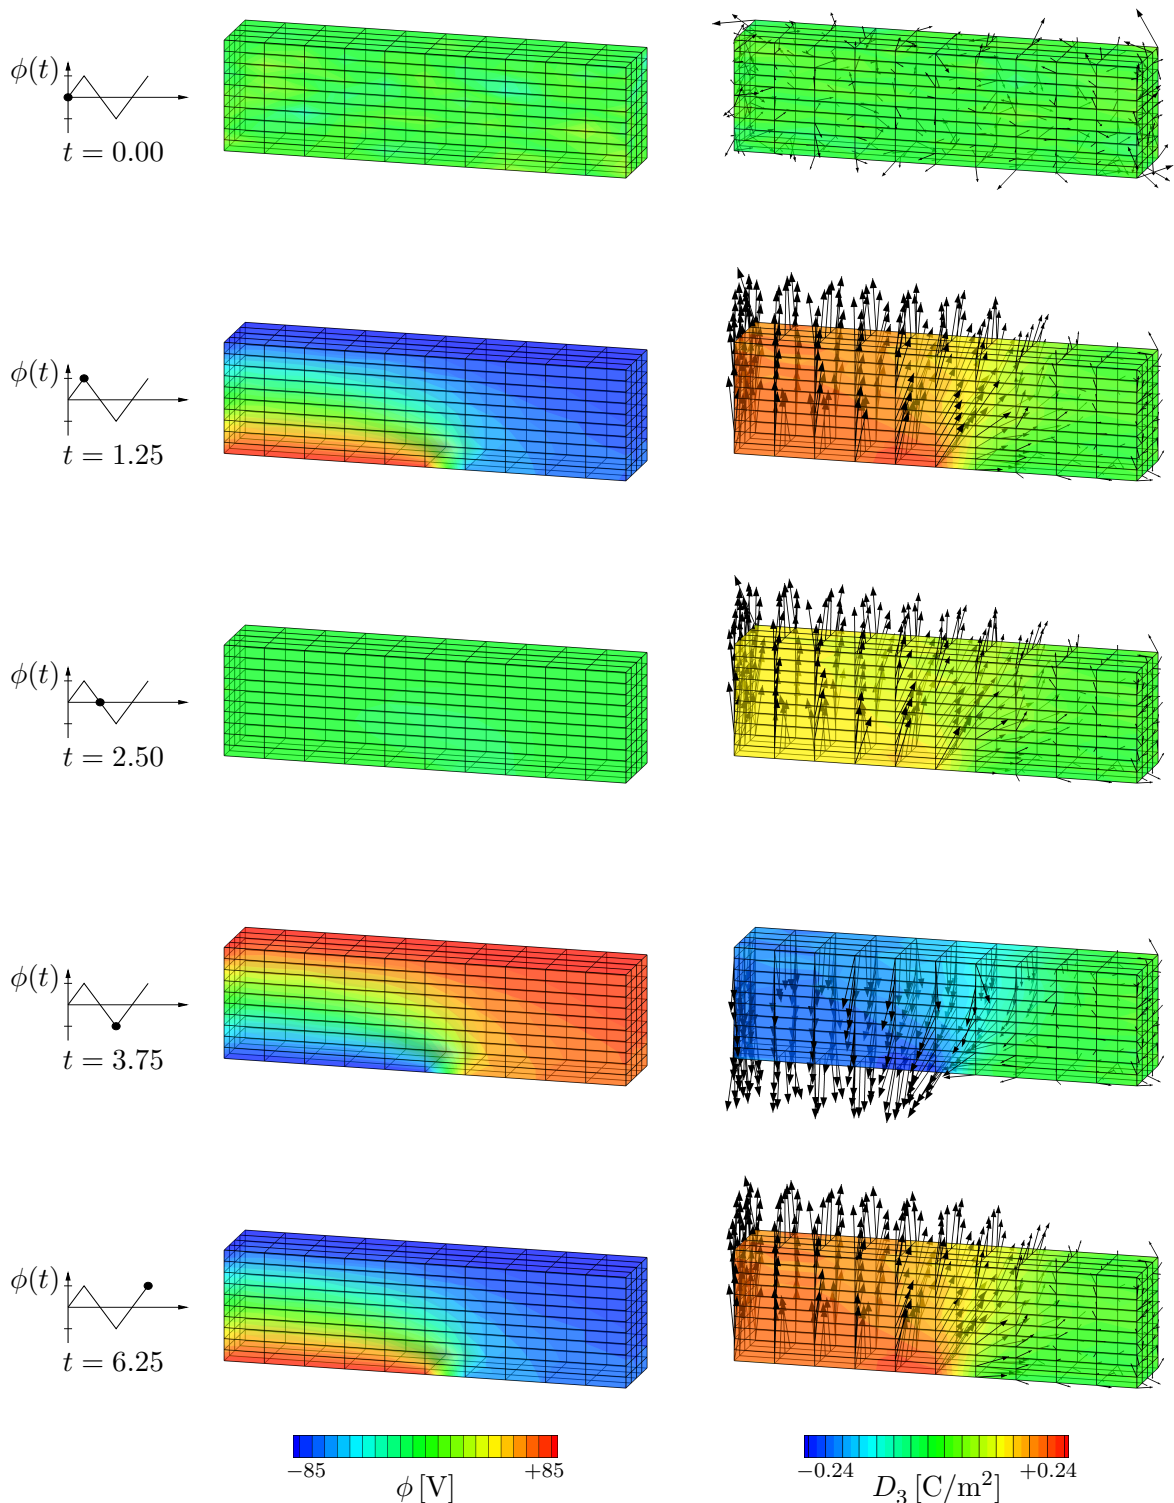 ϕ(t)
t = 0.00
ϕ(t)
t = 1.25
ϕ(t)
t = 2.50
ϕ(t)
t = 3.75
ϕ(t)
t = 6.25
−85 +85
ϕ [V]
−0.24 +0.24
D₃ [C/m²]